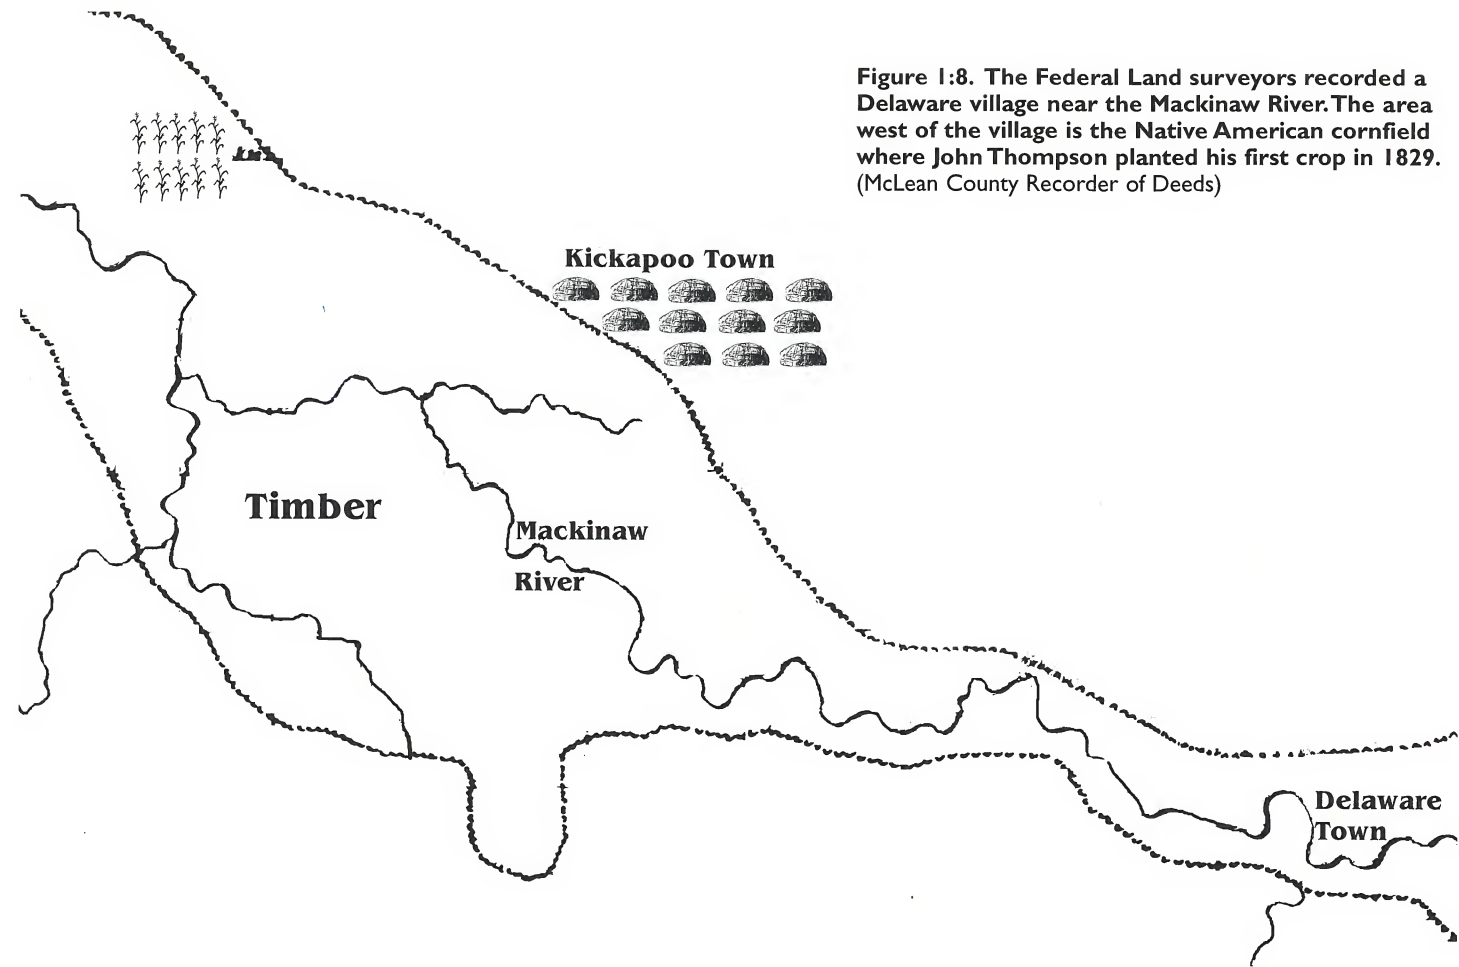 Figure 1:8. The Federal Land surveyors recorded a
Delaware village near the Mackinaw River. The area
west of the village is the Native American cornfield
where John Thompson planted his first crop in 1829.
(McLean County Recorder of Deeds)
Kickapoo Town
Timber
Mackinaw
River
Delaware
Town